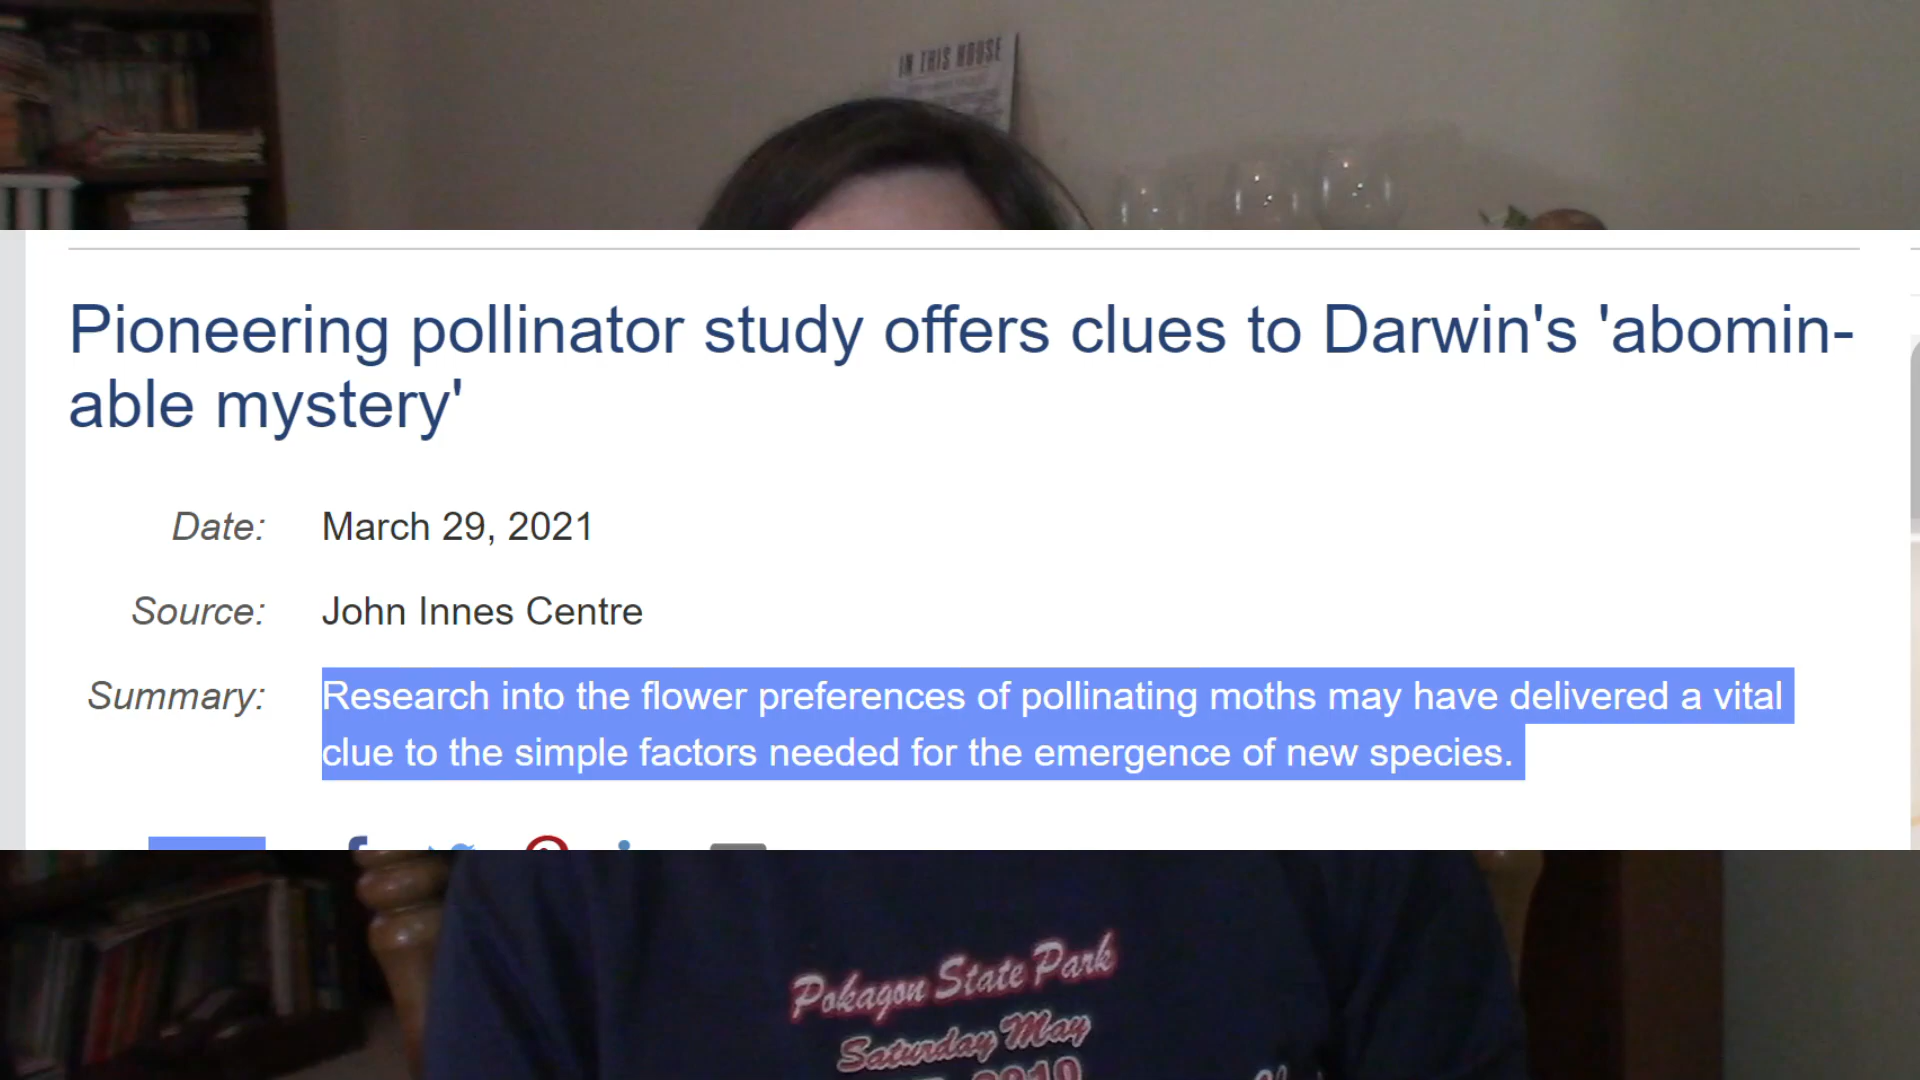 IN THIS HOUSE
Pioneering pollinator study offers clues to Darwin's 'abomin-
able mystery'
Date: March 29, 2021
Source: John Innes Centre
Summary: Research into the flower preferences of pollinating moths may have delivered a vital
clue to the simple factors needed for the emergence of new species.
Pokagon State Park
Saturday May
2010